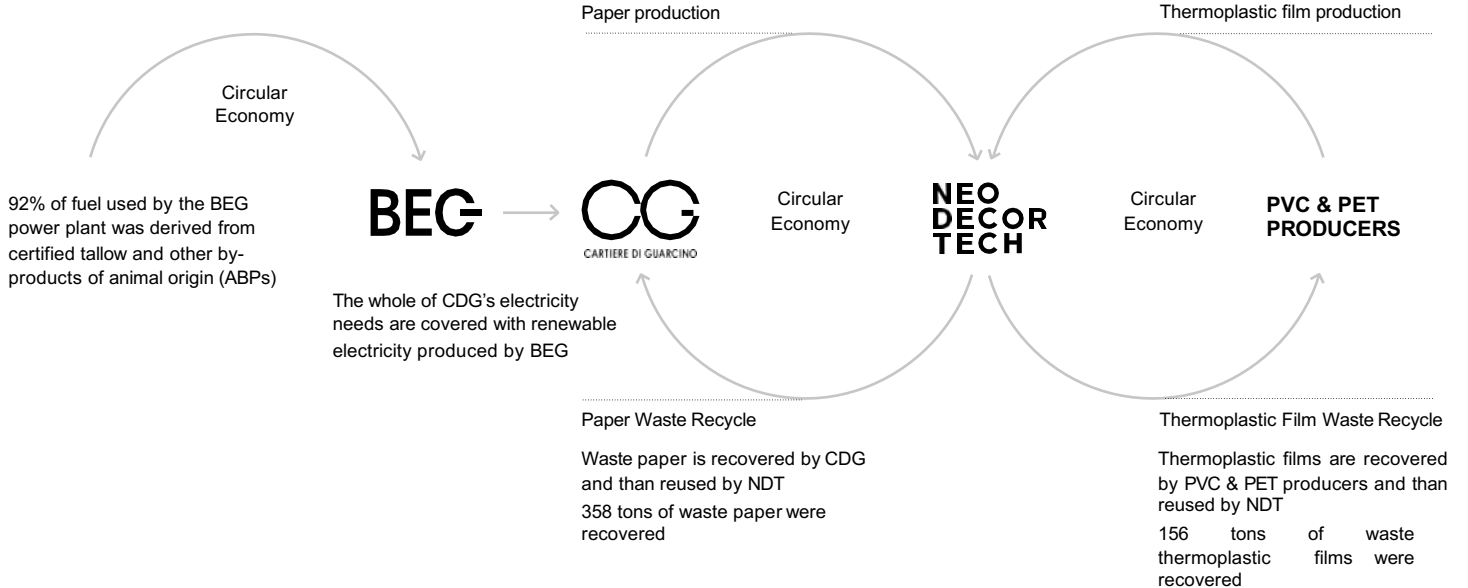 Paper production
Thermoplastic film production
Circular
Economy
92% of fuel used by the BEG
power plant was derived from
certified tallow and other by-
products of animal origin (ABPs)
BEG
The whole of CDG's electricity
needs are covered with renewable
electricity produced by BEG
CG
CARTIERE DI GUARCINO
Circular
Economy
NEO
DECOR
TECH
Circular
Economy
PVC & PET
PRODUCERS
Paper Waste Recycle
Waste paper is recovered by CDG
and than reused by NDT
358 tons of waste paper were
recovered
Thermoplastic Film Waste Recycle
Thermoplastic films are recovered
by PVC & PET producers and than
reused by NDT
156 tons of waste
thermoplastic films were
recovered